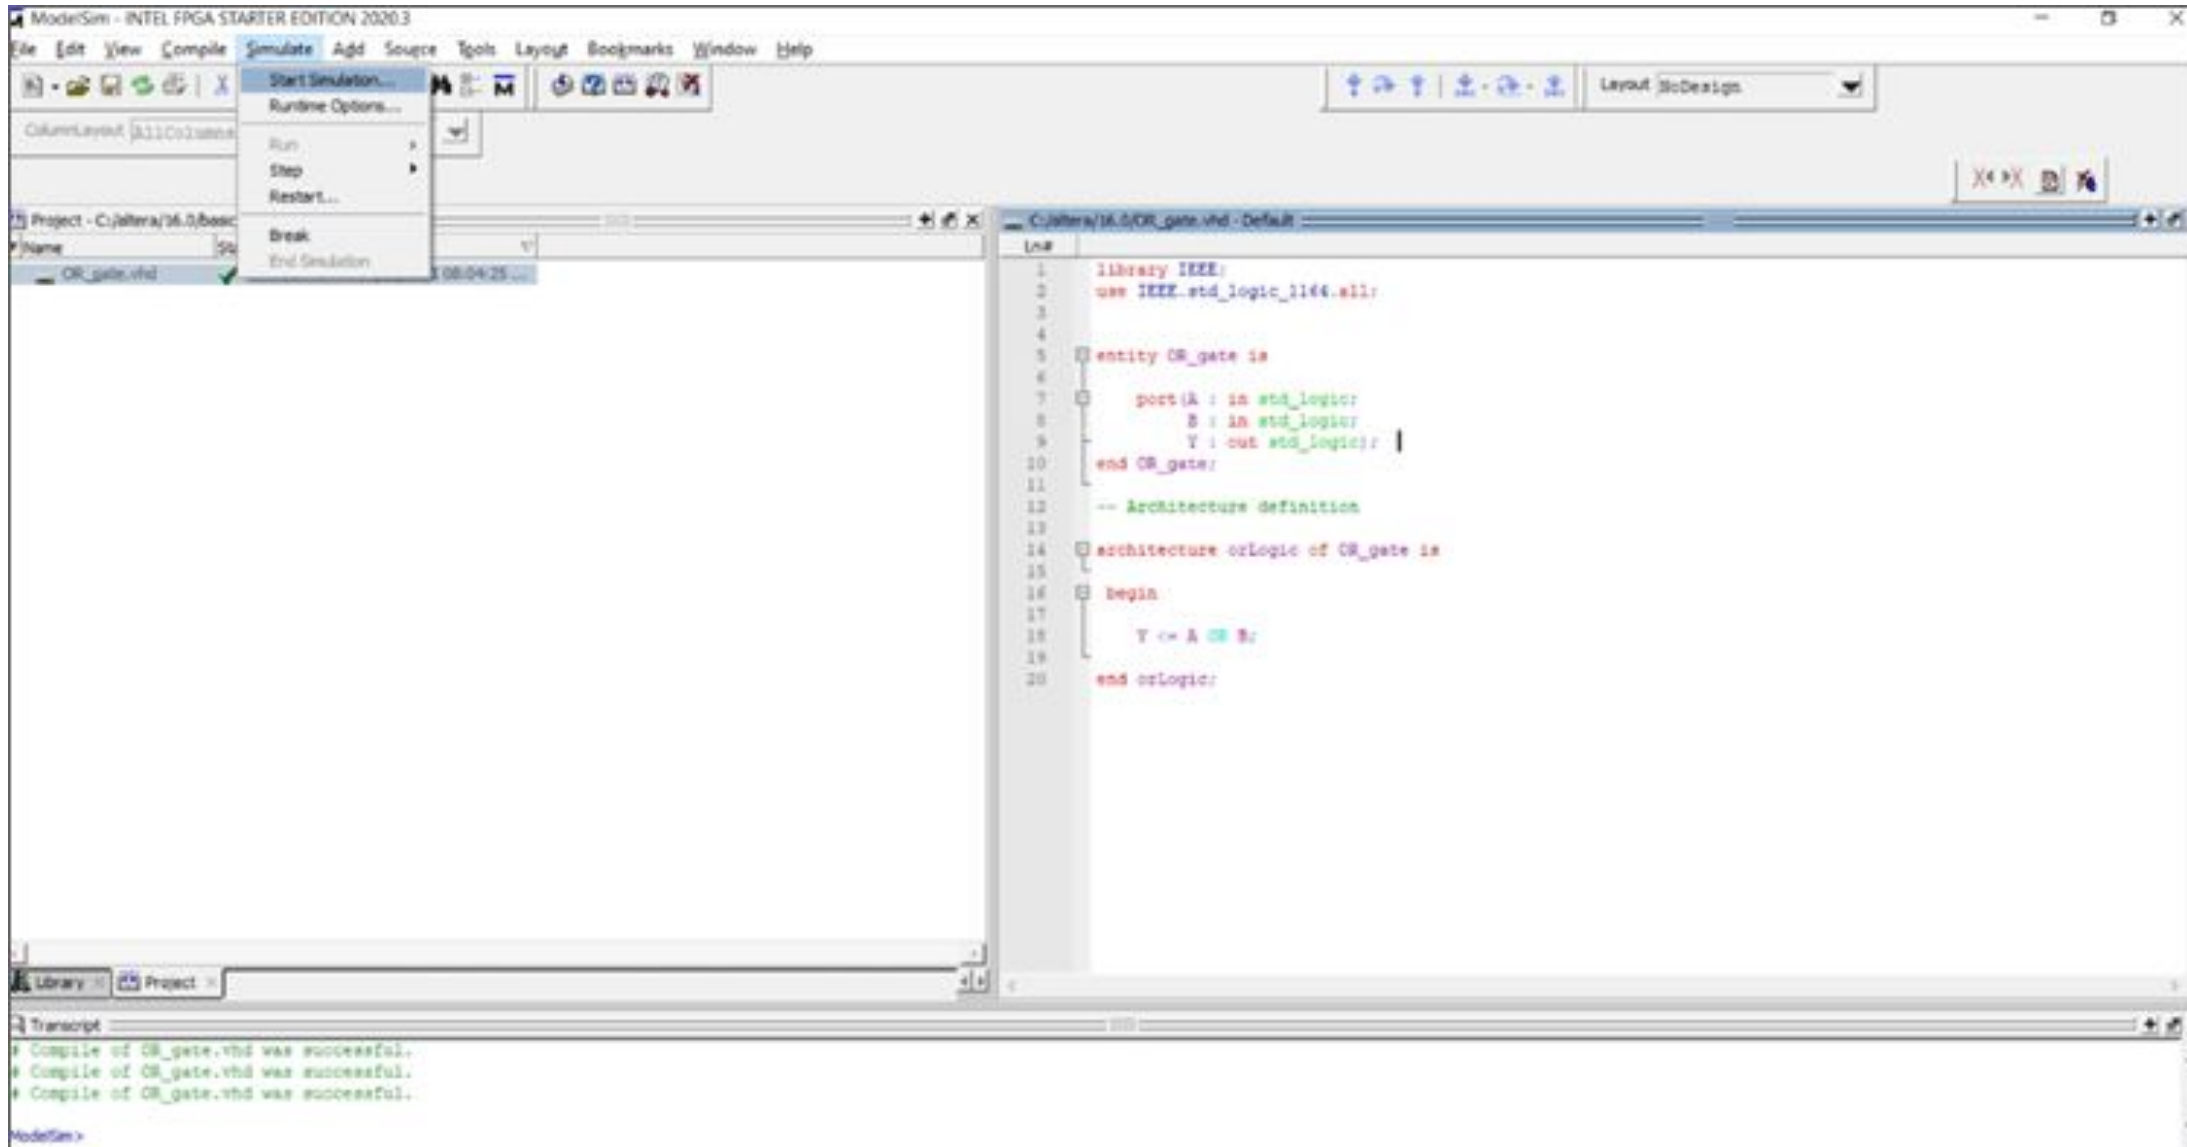 ModelSim - INTEL FPGA STARTER EDITION 2020.3
File Edit View Compile Simulate Add Source Tools Layout Bookmarks Window Help
Start Simulation...
Runtime Options...
Run
Step
Restart...
Break
End Simulation
Layout NoDesign
ColumnLayout AllColumns
Project - C:/altera/16.0/basic
Name
OR_gate.vhd 08:04:25 ...
C:/altera/16.0/OR_gate.vhd - Default
Ln#
1 library IEEE;
2 use IEEE.std_logic_1164.all;
3
4
5 entity OR_gate is
6
7 port(A : in std_logic;
8 B : in std_logic;
9 Y : out std_logic);
10 end OR_gate;
11
12 -- Architecture definition
13
14 architecture orLogic of OR_gate is
15
16 begin
17
18 Y <= A OR B;
19
20 end orLogic;
Library Project
Transcript
# Compile of OR_gate.vhd was successful.
# Compile of OR_gate.vhd was successful.
# Compile of OR_gate.vhd was successful.
ModelSim>